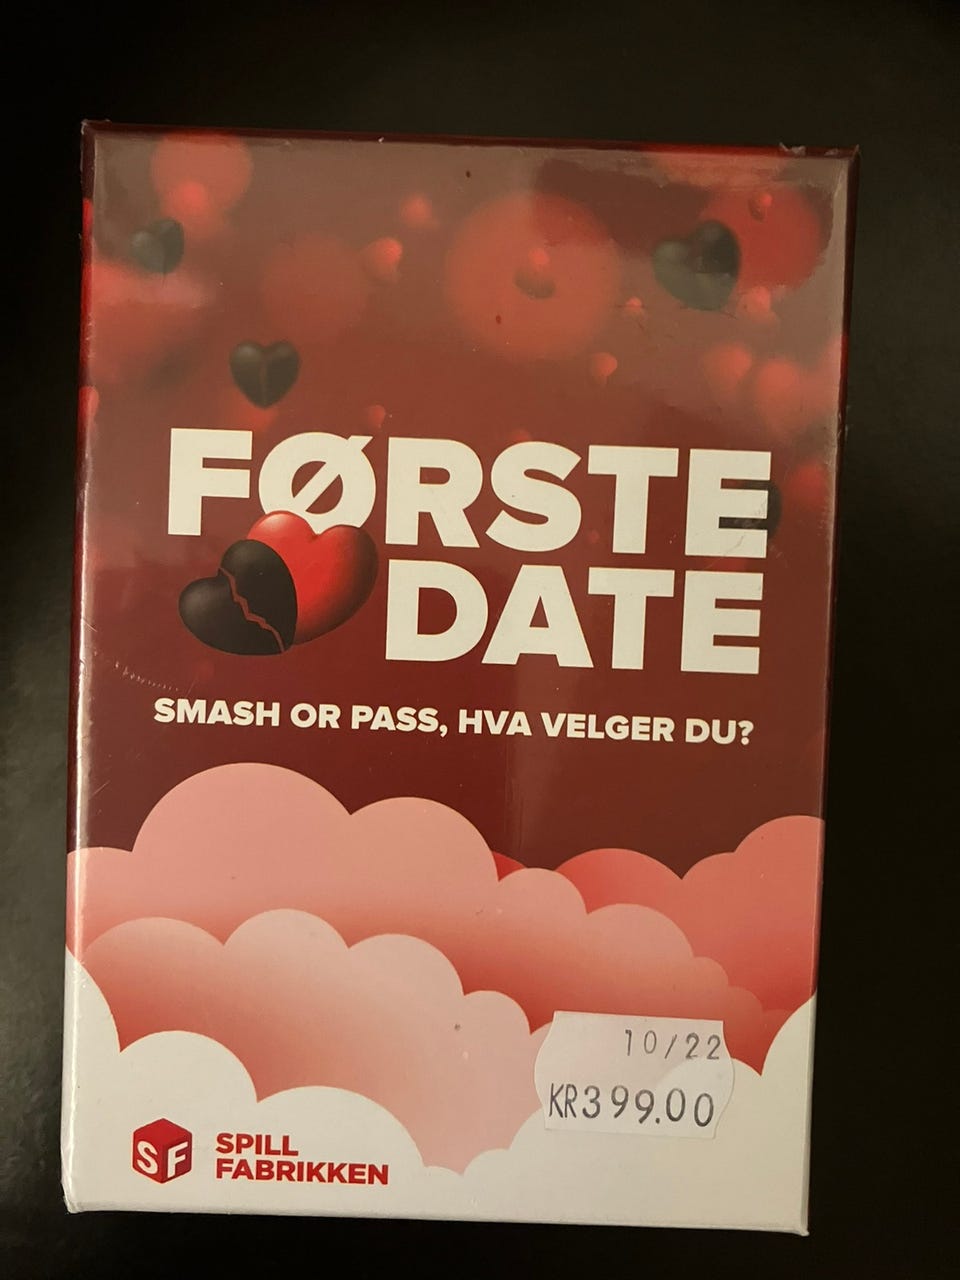 FØRSTE
DATE
SMASH OR PASS, HVA VELGER DU?
10/22
KR399.00
SF
SPILL
FABRIKKEN